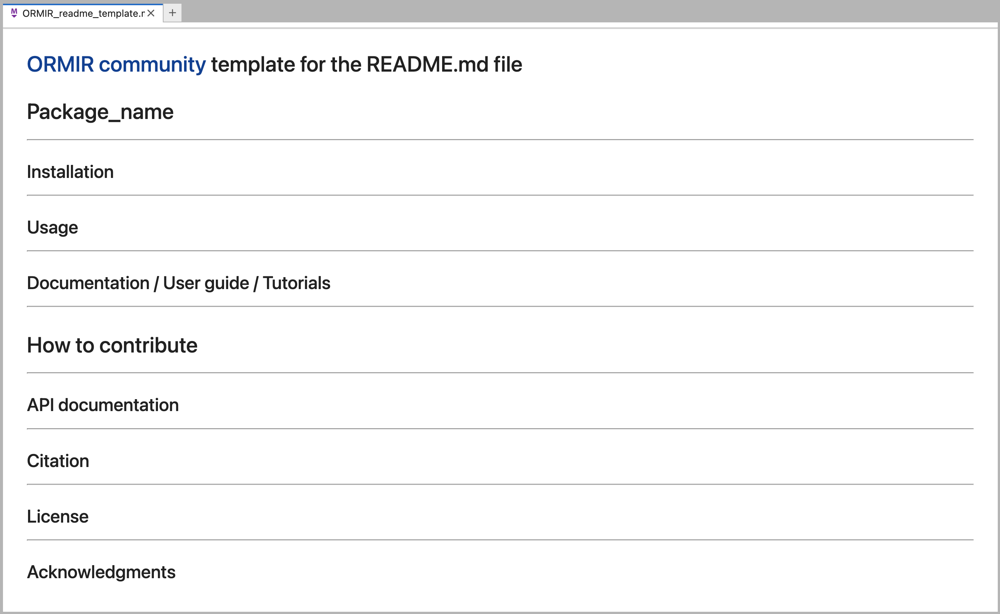 ORMIR_readme_template.r
ORMIR community template for the README.md file
Package_name
Installation
Usage
Documentation / User guide / Tutorials
How to contribute
API documentation
Citation
License
Acknowledgments